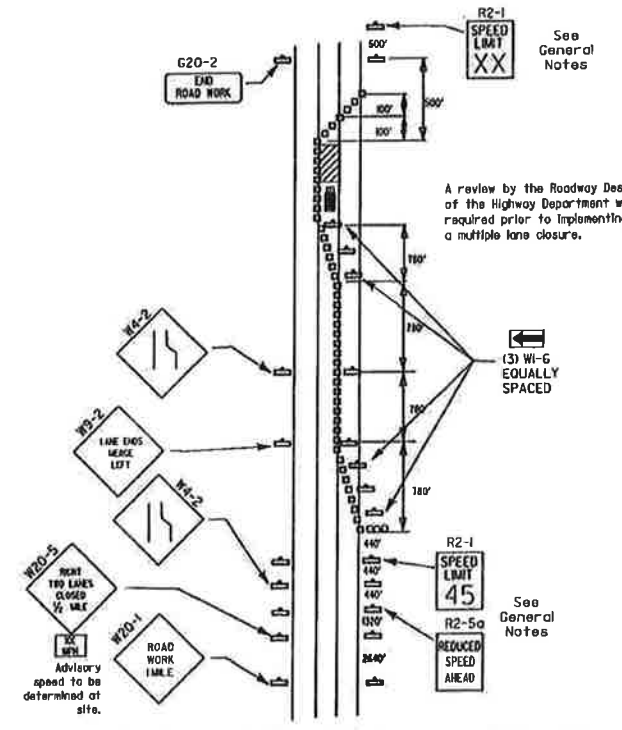 R2-1
SPEED
LIMIT
XX
See
General
Notes
500'
G20-2
END
ROAD WORK
500'
100'
100'
A review by the Roadway Des
of the Highway Department w
required prior to Implementing
a multiple lane closure.
780'
780'
W4-2
(3) W1-6
EQUALLY
SPACED
780'
W9-2
LANE ENDS
MERGE
LEFT
780'
W4-2
440'
R2-1
SPEED
LIMIT
45
440'
440'
See
General
Notes
W20-5
RIGHT
TWO LANES
CLOSED
1/2 MILE
XX
MPH
Advisory
speed to be
determined at
site.
W20-1
ROAD
WORK
1 MILE
1320'
R2-5a
REDUCED
SPEED
AHEAD
2640'